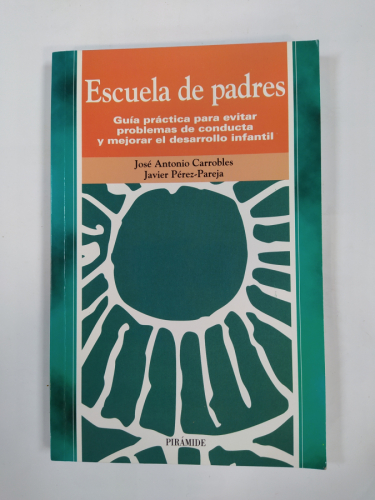 Escuela de padres
Guía práctica para evitar
problemas de conducta
y mejorar el desarrollo infantil
José Antonio Carrobles
Javier Pérez-Pareja
PIRÁMIDE